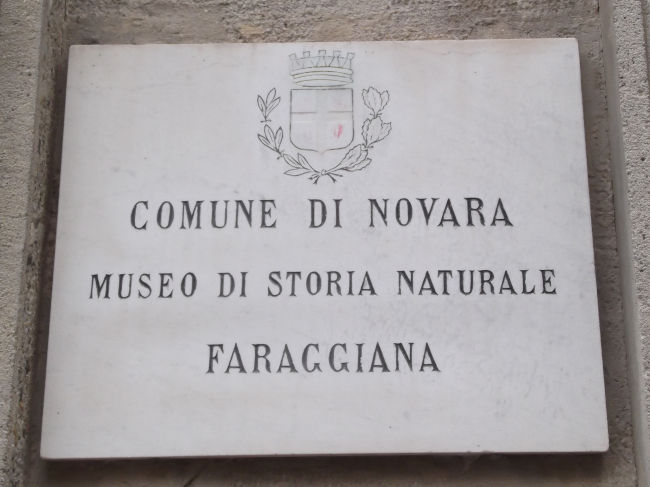 COMUNE DI NOVARA
MUSEO DI STORIA NATURALE
FARAGGIANA